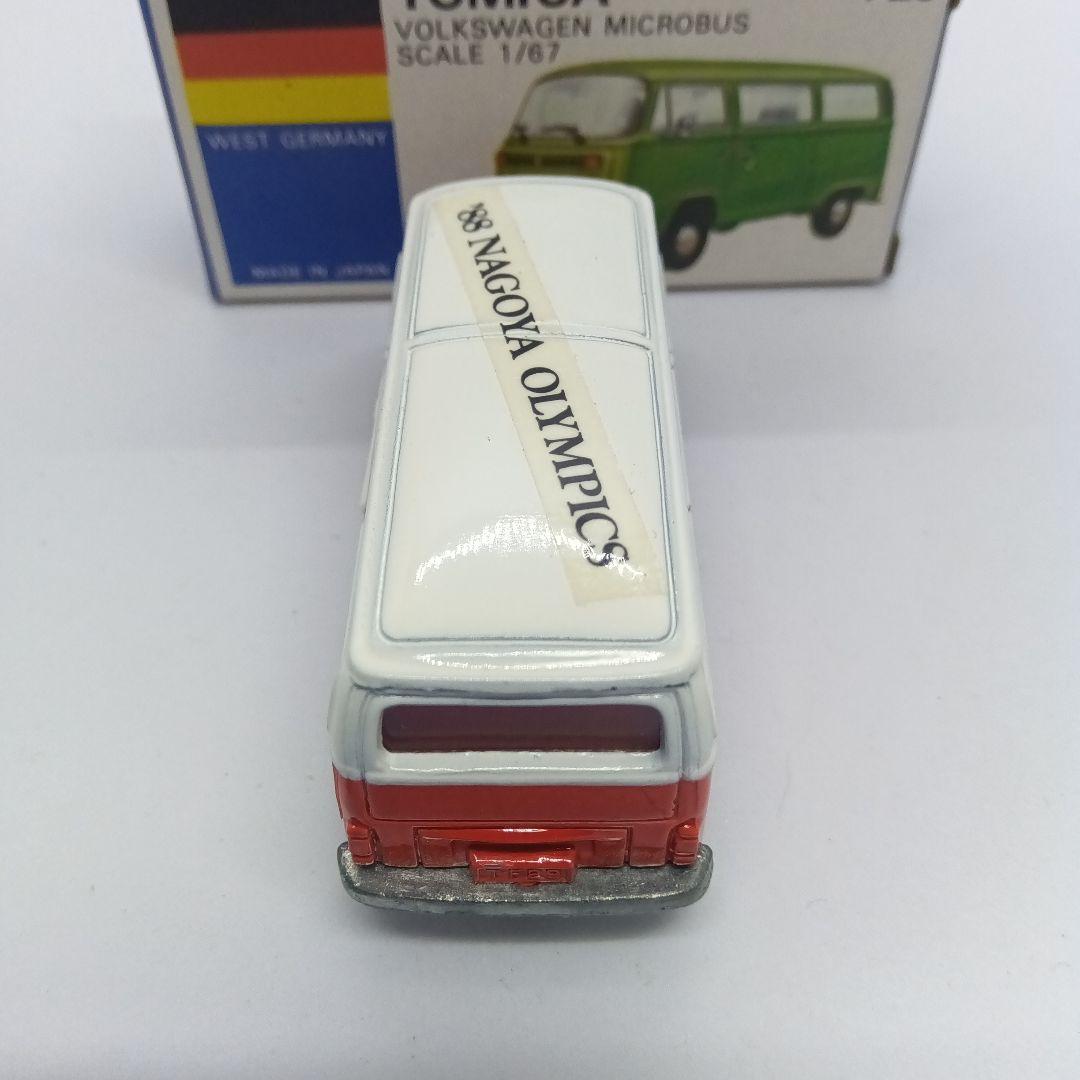 TOMICA
VOLKSWAGEN MICROBUS
SCALE 1/67
WEST GERMANY
MADE IN JAPAN
'88 NAGOYA OLYMPICS